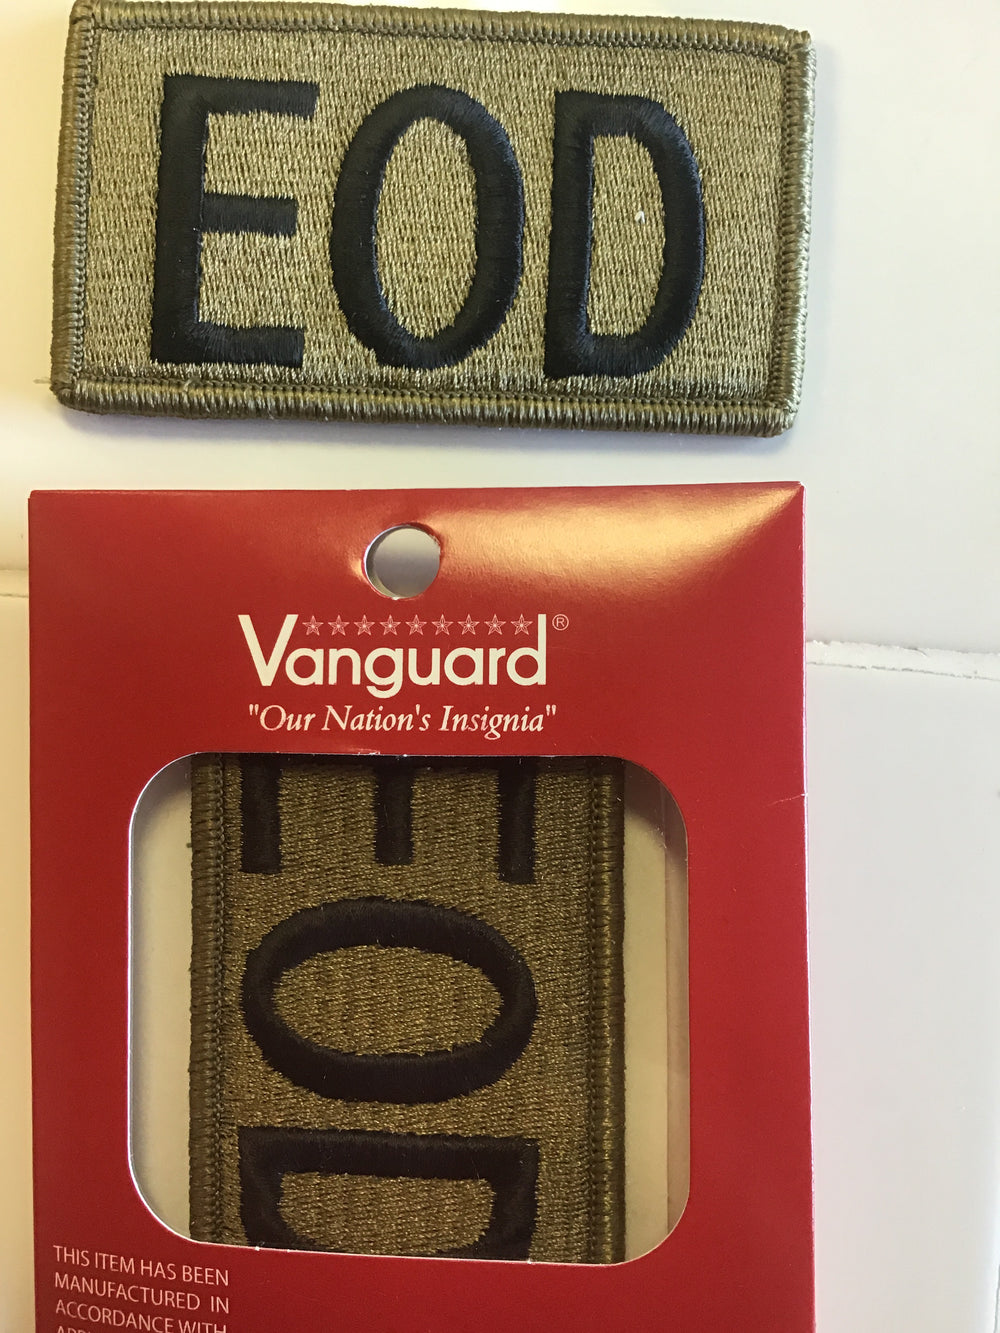 EOD
Vanguard®
"Our Nation's Insignia"
EOD
THIS ITEM HAS BEEN
MANUFACTURED IN
ACCORDANCE WITH